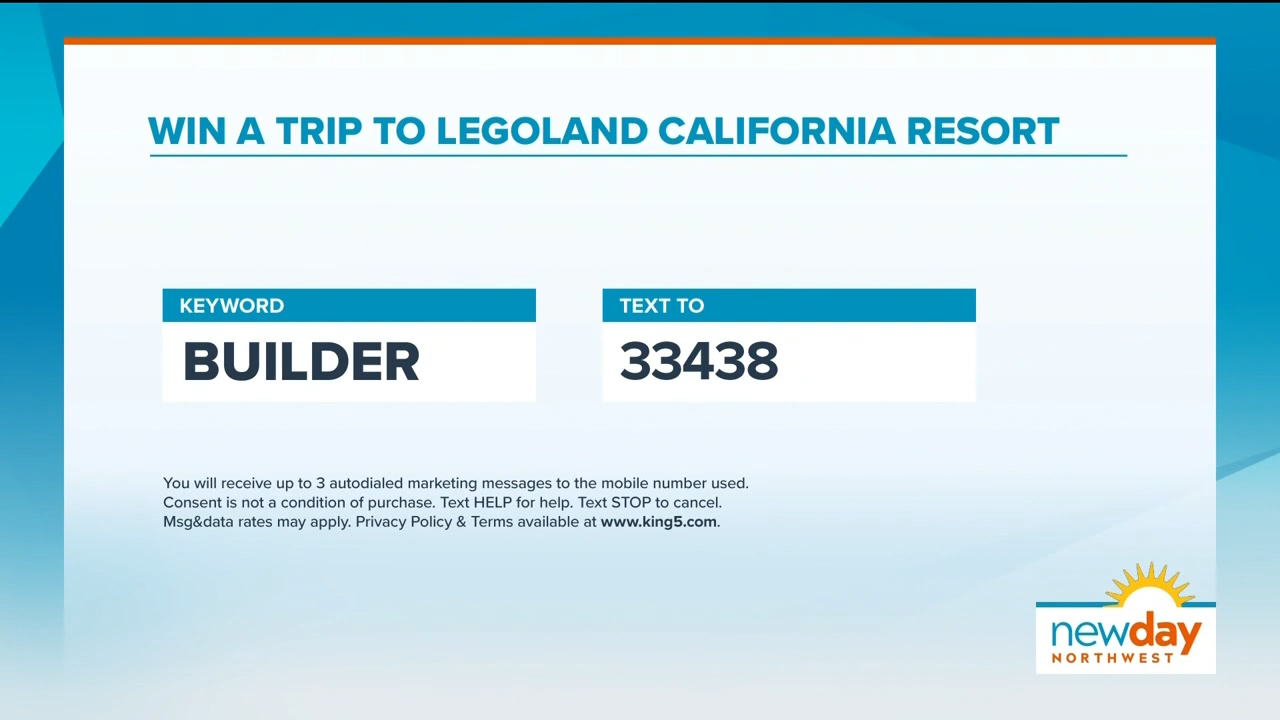 WIN A TRIP TO LEGOLAND CALIFORNIA RESORT
KEYWORD
BUILDER
TEXT TO
33438
You will receive up to 3 autodialed marketing messages to the mobile number used.
Consent is not a condition of purchase. Text HELP for help. Text STOP to cancel.
Msg&data rates may apply. Privacy Policy & Terms available at www.king5.com.
newday
NORTHWEST